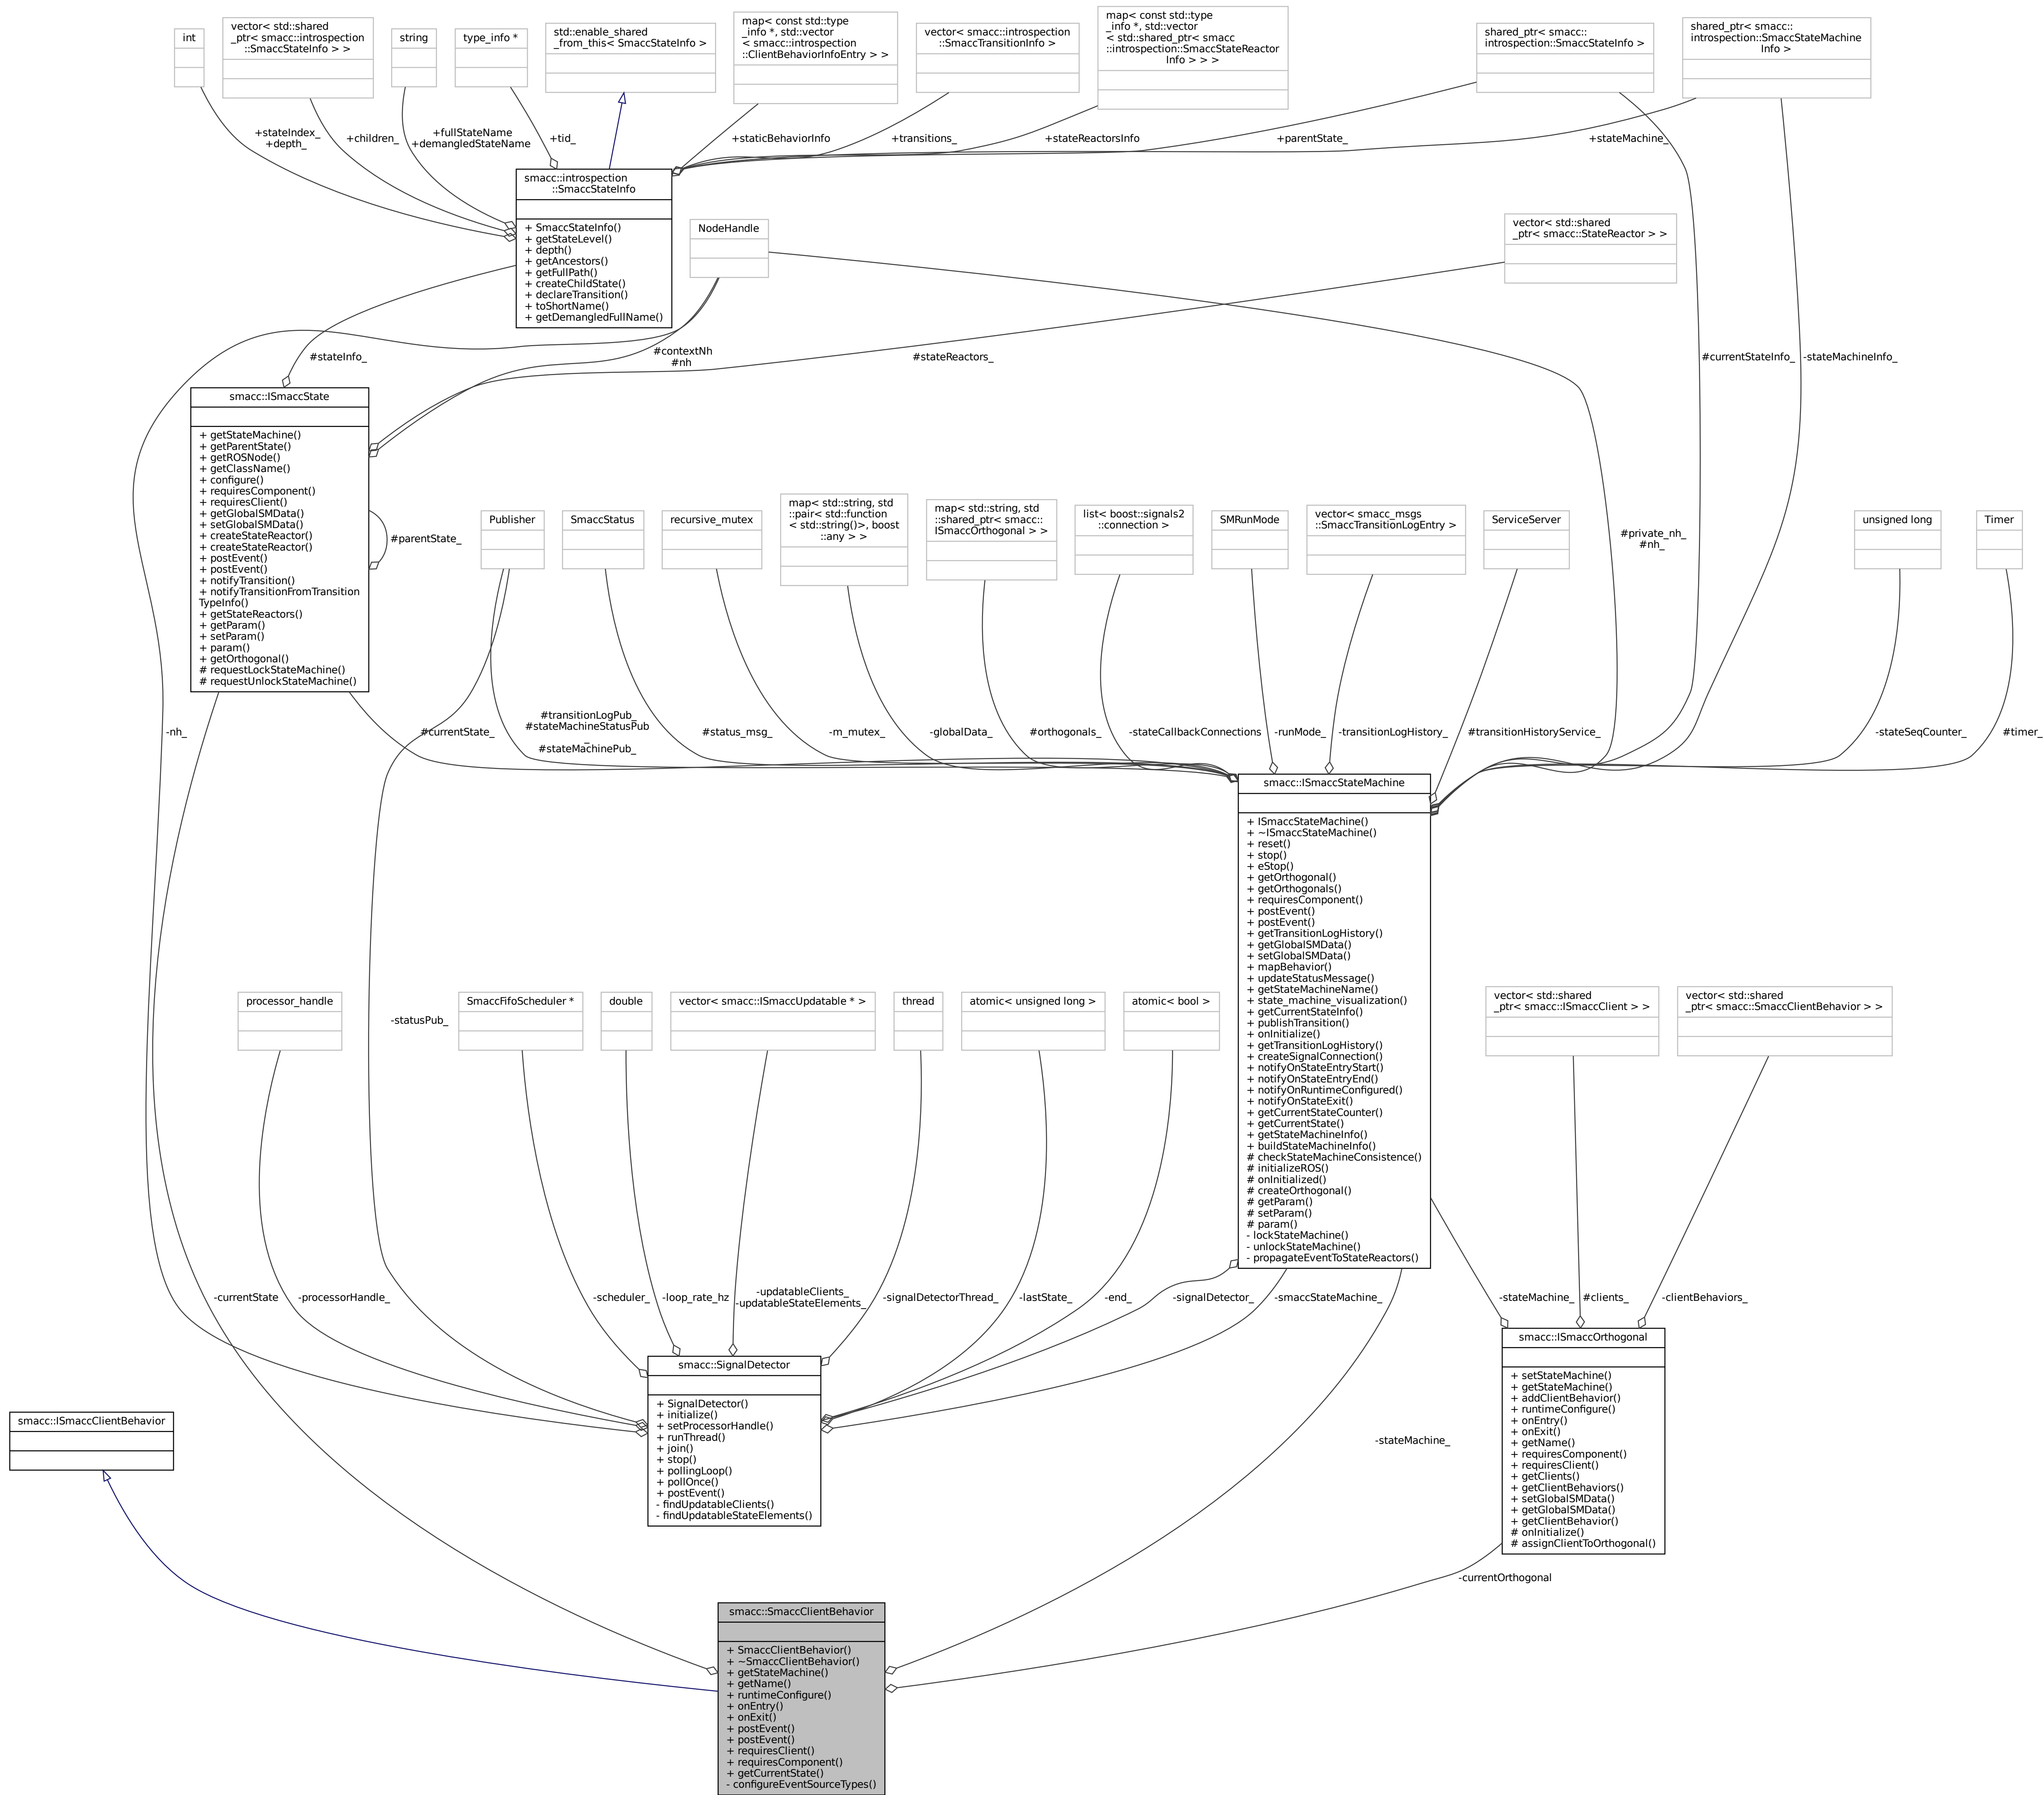 int
vector< std::shared
_ptr< smacc::introspection
::SmaccStateInfo > >
string
type_info *
std::enable_shared
_from_this< SmaccStateInfo >
map< const std::type
_info *, std::vector
< smacc::introspection
::ClientBehaviorInfoEntry > >
vector< smacc::introspection
::SmaccTransitionInfo >
map< const std::type
_info *, std::vector
< std::shared_ptr< smacc
::introspection::SmaccStateReactor
Info > > >
shared_ptr< smacc::
introspection::SmaccStateInfo >
shared_ptr< smacc::
introspection::SmaccStateMachine
Info >
+stateIndex_
+depth_
+children_
+fullStateName
+demangledStateName
+tid_
+staticBehaviorInfo
+transitions_
+stateReactorsInfo
+parentState_
+stateMachine_
smacc::introspection
::SmaccStateInfo
+ SmaccStateInfo()
+ getStateLevel()
+ depth()
+ getAncestors()
+ getFullPath()
+ createChildState()
+ declareTransition()
+ toShortName()
+ getDemangledFullName()
NodeHandle
vector< std::shared
_ptr< smacc::StateReactor > >
#stateInfo_
#contextNh
#nh
#stateReactors_
#currentStateInfo_
-stateMachineInfo_
smacc::ISmaccState
+ getStateMachine()
+ getParentState()
+ getROSNode()
+ getClassName()
+ configure()
+ requiresComponent()
+ requiresClient()
+ getGlobalSMData()
+ setGlobalSMData()
+ createStateReactor()
+ createStateReactor()
+ postEvent()
+ postEvent()
+ notifyTransition()
+ notifyTransitionFromTransition
TypeInfo()
+ getStateReactors()
+ getParam()
+ setParam()
+ param()
+ getOrthogonal()
# requestLockStateMachine()
# requestUnlockStateMachine()
#parentState_
Publisher
SmaccStatus
recursive_mutex
map< std::string, std
::pair< std::function
< std::string()>, boost
::any > >
map< std::string, std
::shared_ptr< smacc::
ISmaccOrthogonal > >
list< boost::signals2
::connection >
SMRunMode
vector< smacc_msgs
::SmaccTransitionLogEntry >
ServiceServer
#private_nh_
#nh_
unsigned long
Timer
-nh_
#currentState_
#transitionLogPub_
#stateMachineStatusPub
_
#stateMachinePub_
#status_msg_
-m_mutex_
-globalData_
#orthogonals_
-stateCallbackConnections
-runMode_
-transitionLogHistory_
#transitionHistoryService_
-stateSeqCounter_
#timer_
smacc::ISmaccStateMachine
+ ISmaccStateMachine()
+ ~ISmaccStateMachine()
+ reset()
+ stop()
+ eStop()
+ getOrthogonal()
+ getOrthogonals()
+ requiresComponent()
+ postEvent()
+ postEvent()
+ getTransitionLogHistory()
+ getGlobalSMData()
+ setGlobalSMData()
+ mapBehavior()
+ updateStatusMessage()
+ getStateMachineName()
+ state_machine_visualization()
+ getCurrentStateInfo()
+ publishTransition()
+ onInitialize()
+ getTransitionLogHistory()
+ createSignalConnection()
+ notifyOnStateEntryStart()
+ notifyOnStateEntryEnd()
+ notifyOnRuntimeConfigured()
+ notifyOnStateExit()
+ getCurrentStateCounter()
+ getCurrentState()
+ getStateMachineInfo()
+ buildStateMachineInfo()
# checkStateMachineConsistence()
# initializeROS()
# onInitialized()
# createOrthogonal()
# getParam()
# setParam()
# param()
- lockStateMachine()
- unlockStateMachine()
- propagateEventToStateReactors()
processor_handle
-statusPub_
SmaccFifoScheduler *
double
vector< smacc::ISmaccUpdatable * >
thread
atomic< unsigned long >
atomic< bool >
vector< std::shared
_ptr< smacc::ISmaccClient > >
vector< std::shared
_ptr< smacc::SmaccClientBehavior > >
-currentState
-processorHandle_
-scheduler_
-loop_rate_hz
-updatableClients_
-updatableStateElements_
-signalDetectorThread_
-lastState_
-end_
-signalDetector_
-smaccStateMachine_
-stateMachine_
#clients_
-clientBehaviors_
smacc::SignalDetector
+ SignalDetector()
+ initialize()
+ setProcessorHandle()
+ runThread()
+ join()
+ stop()
+ pollingLoop()
+ pollOnce()
+ postEvent()
- findUpdatableClients()
- findUpdatableStateElements()
smacc::ISmaccOrthogonal
+ setStateMachine()
+ getStateMachine()
+ addClientBehavior()
+ runtimeConfigure()
+ onEntry()
+ onExit()
+ getName()
+ requiresComponent()
+ requiresClient()
+ getClients()
+ getClientBehaviors()
+ setGlobalSMData()
+ getGlobalSMData()
+ getClientBehavior()
# onInitialize()
# assignClientToOrthogonal()
smacc::ISmaccClientBehavior
-stateMachine_
-currentOrthogonal
smacc::SmaccClientBehavior
+ SmaccClientBehavior()
+ ~SmaccClientBehavior()
+ getStateMachine()
+ getName()
+ runtimeConfigure()
+ onEntry()
+ onExit()
+ postEvent()
+ postEvent()
+ requiresClient()
+ requiresComponent()
+ getCurrentState()
- configureEventSourceTypes()